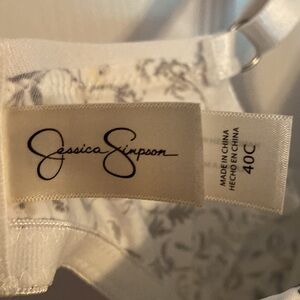 Jessica Simpson
MADE IN CHINA
HECHO EN CHINA
40C